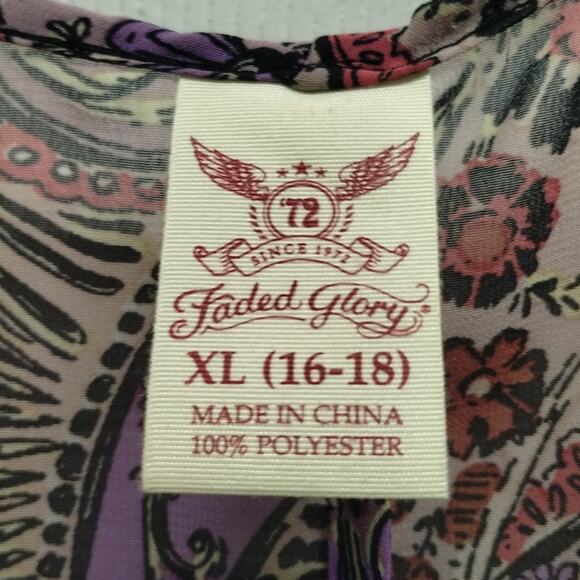 '72
SINCE 1972
Faded Glory®
XL (16-18)
MADE IN CHINA
100% POLYESTER